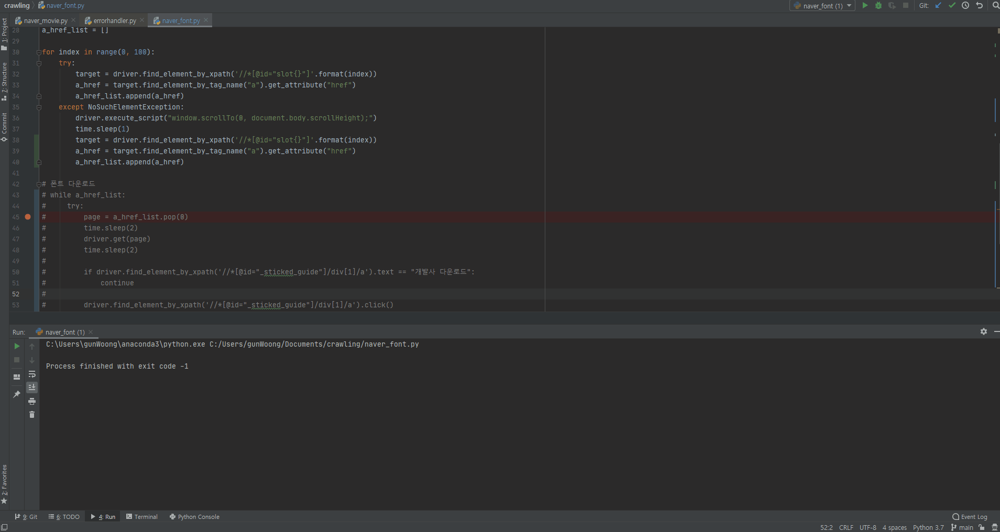 crawling naver_font.py
naver_font (1) Git:
naver_movie.py errorhandler.py naver_font.py
1: Project
7: Structure
Commit
2: Favorites
28 a_href_list = []
29
30 for index in range(0, 100):
31 try:
32 target = driver.find_element_by_xpath('//*[@id="slot{}"]'.format(index))
33 a_href = target.find_element_by_tag_name("a").get_attribute("href")
34 a_href_list.append(a_href)
35 except NoSuchElementException:
36 driver.execute_script("window.scrollTo(0, document.body.scrollHeight);")
37 time.sleep(1)
38 target = driver.find_element_by_xpath('//*[@id="slot{}"]'.format(index))
39 a_href = target.find_element_by_tag_name("a").get_attribute("href")
40 a_href_list.append(a_href)
41
42 # 폰트 다운로드
43 # while a_href_list:
44 # try:
45 # page = a_href_list.pop(0)
46 # time.sleep(2)
47 # driver.get(page)
48 # time.sleep(2)
49 #
50 # if driver.find_element_by_xpath('//*[@id="_sticked_guide"]/div[1]/a').text == "개발사 다운로드":
51 # continue
52 #
53 # driver.find_element_by_xpath('//*[@id="_sticked_guide"]/div[1]/a').click()
Run: naver_font (1)
C:\Users\gunWoong\anaconda3\python.exe C:/Users/gunWoong/Documents/crawling/naver_font.py
Process finished with exit code -1
9: Git 6: TODO 4: Run Terminal Python Console Event Log
52:2 CRLF UTF-8 4 spaces Python 3.7 main